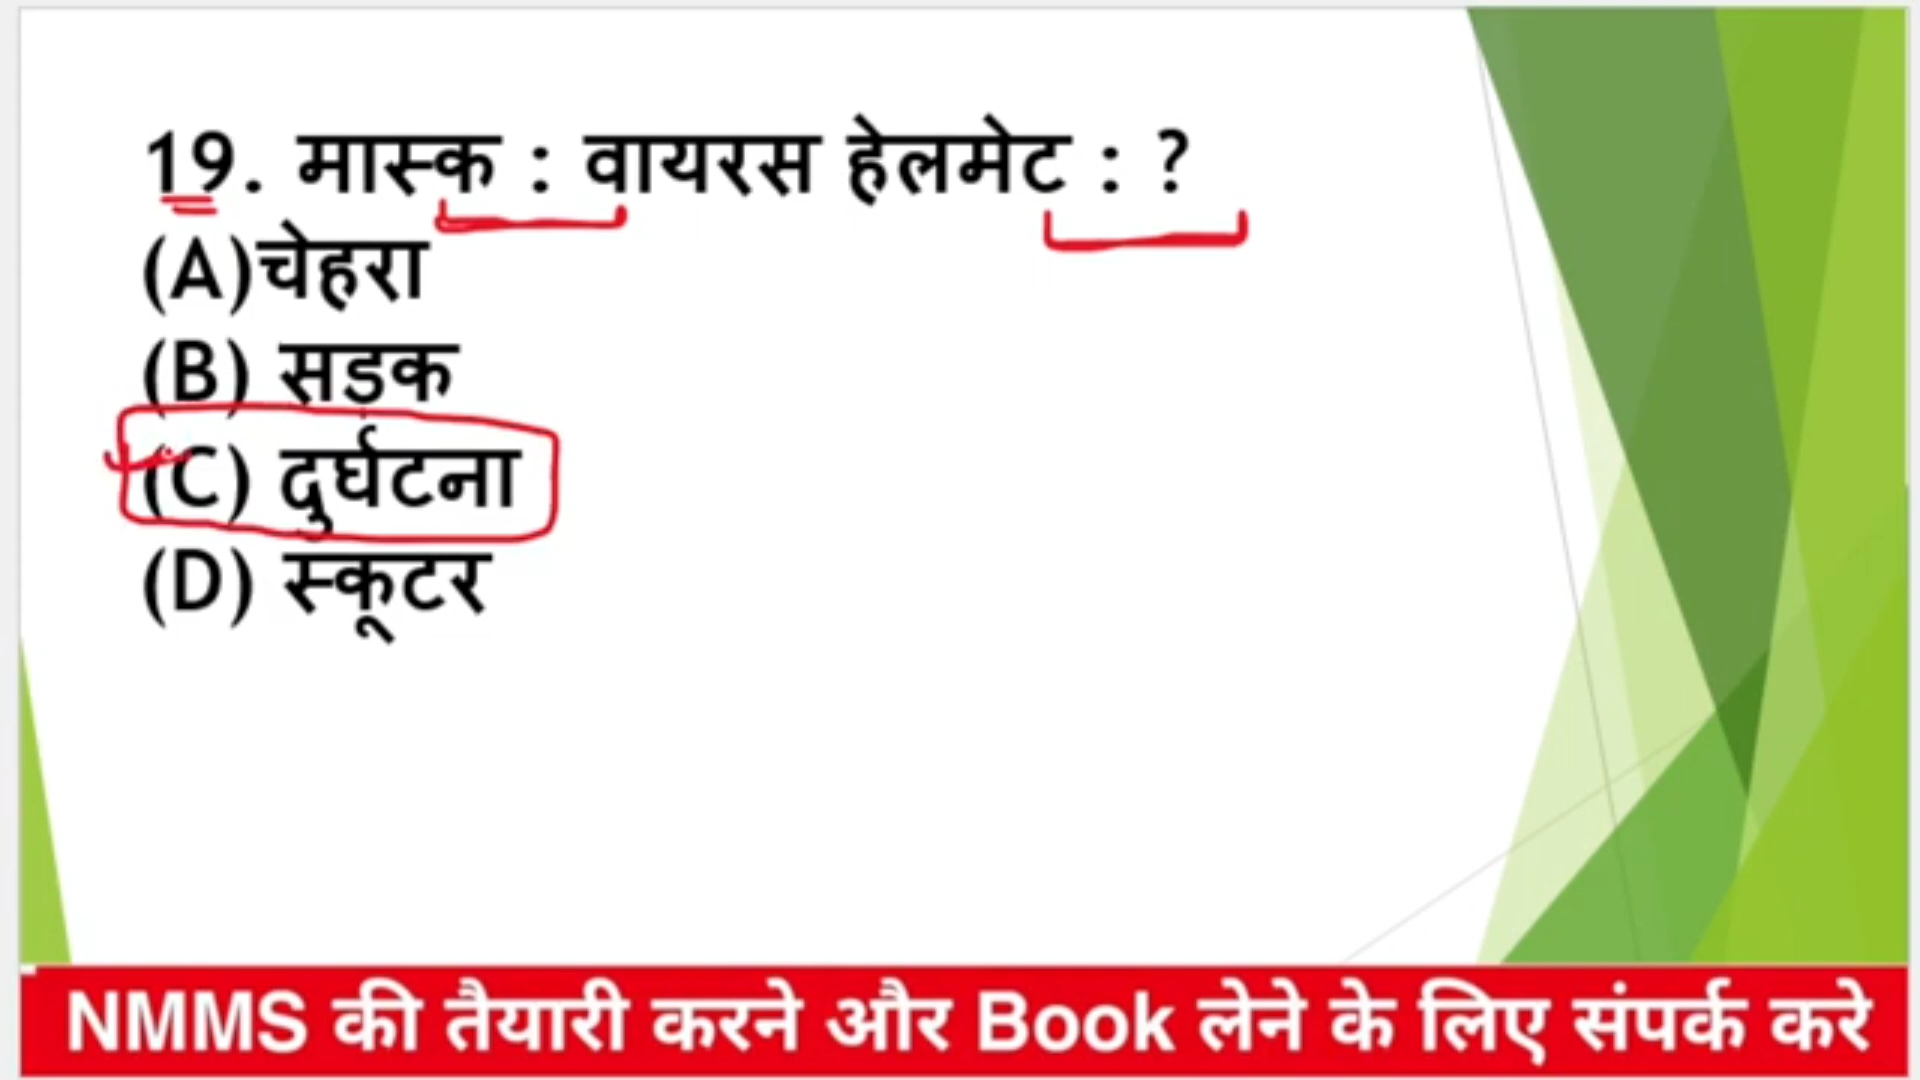 19. मास्क : वायरस हेलमेट : ?
(A)चेहरा
(B) सड़क
(C) दुर्घटना
(D) स्कूटर
NMMS की तैयारी करने और Book लेने के लिए संपर्क करे